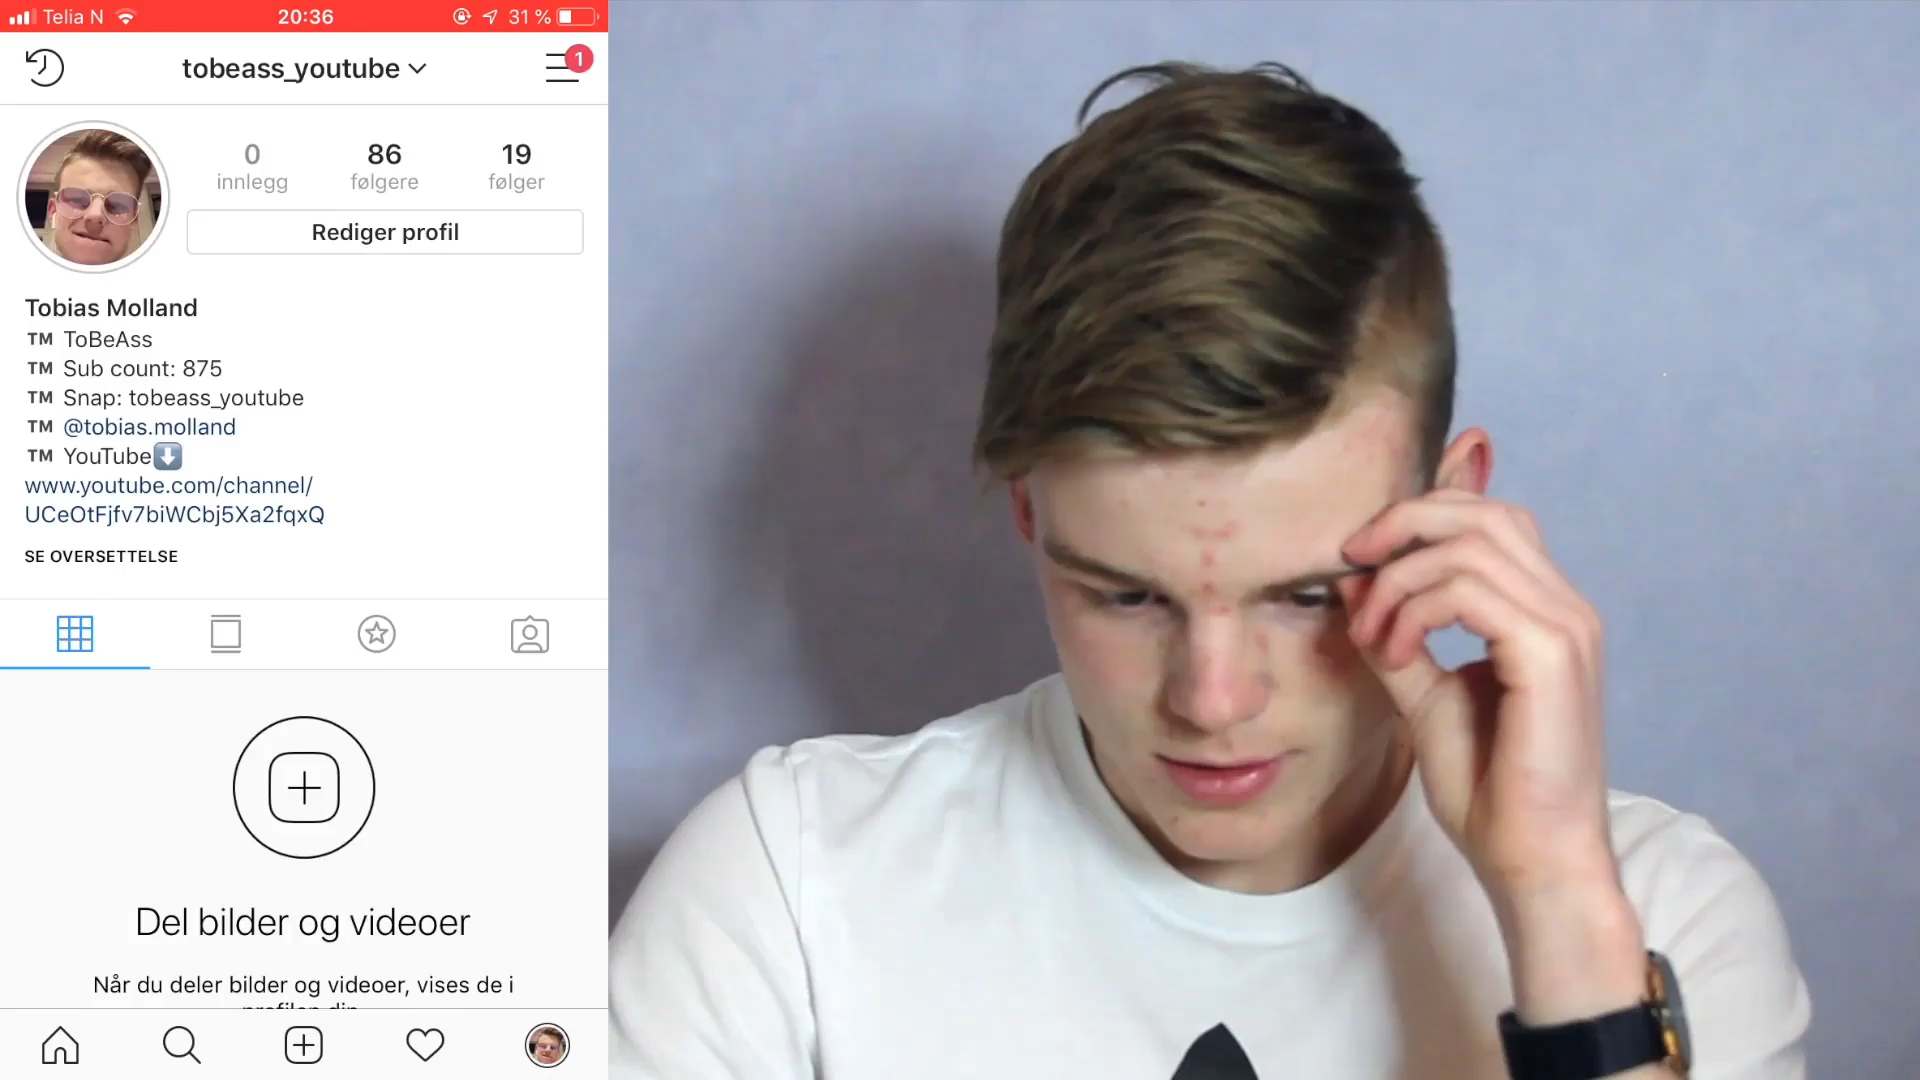 Telia N 20:36 31 %
tobeass_youtube 1
0 86 19
innlegg følgere følger
Rediger profil
Tobias Molland
TM ToBeAss
TM Sub count: 875
TM Snap: tobeass_youtube
TM @tobias.molland
TM YouTube⬇️
www.youtube.com/channel/
UCeOtFjfv7biWCbj5Xa2fqxQ
SE OVERSETTELSE
Del bilder og videoer
Når du deler bilder og videoer, vises de i
profilen din.